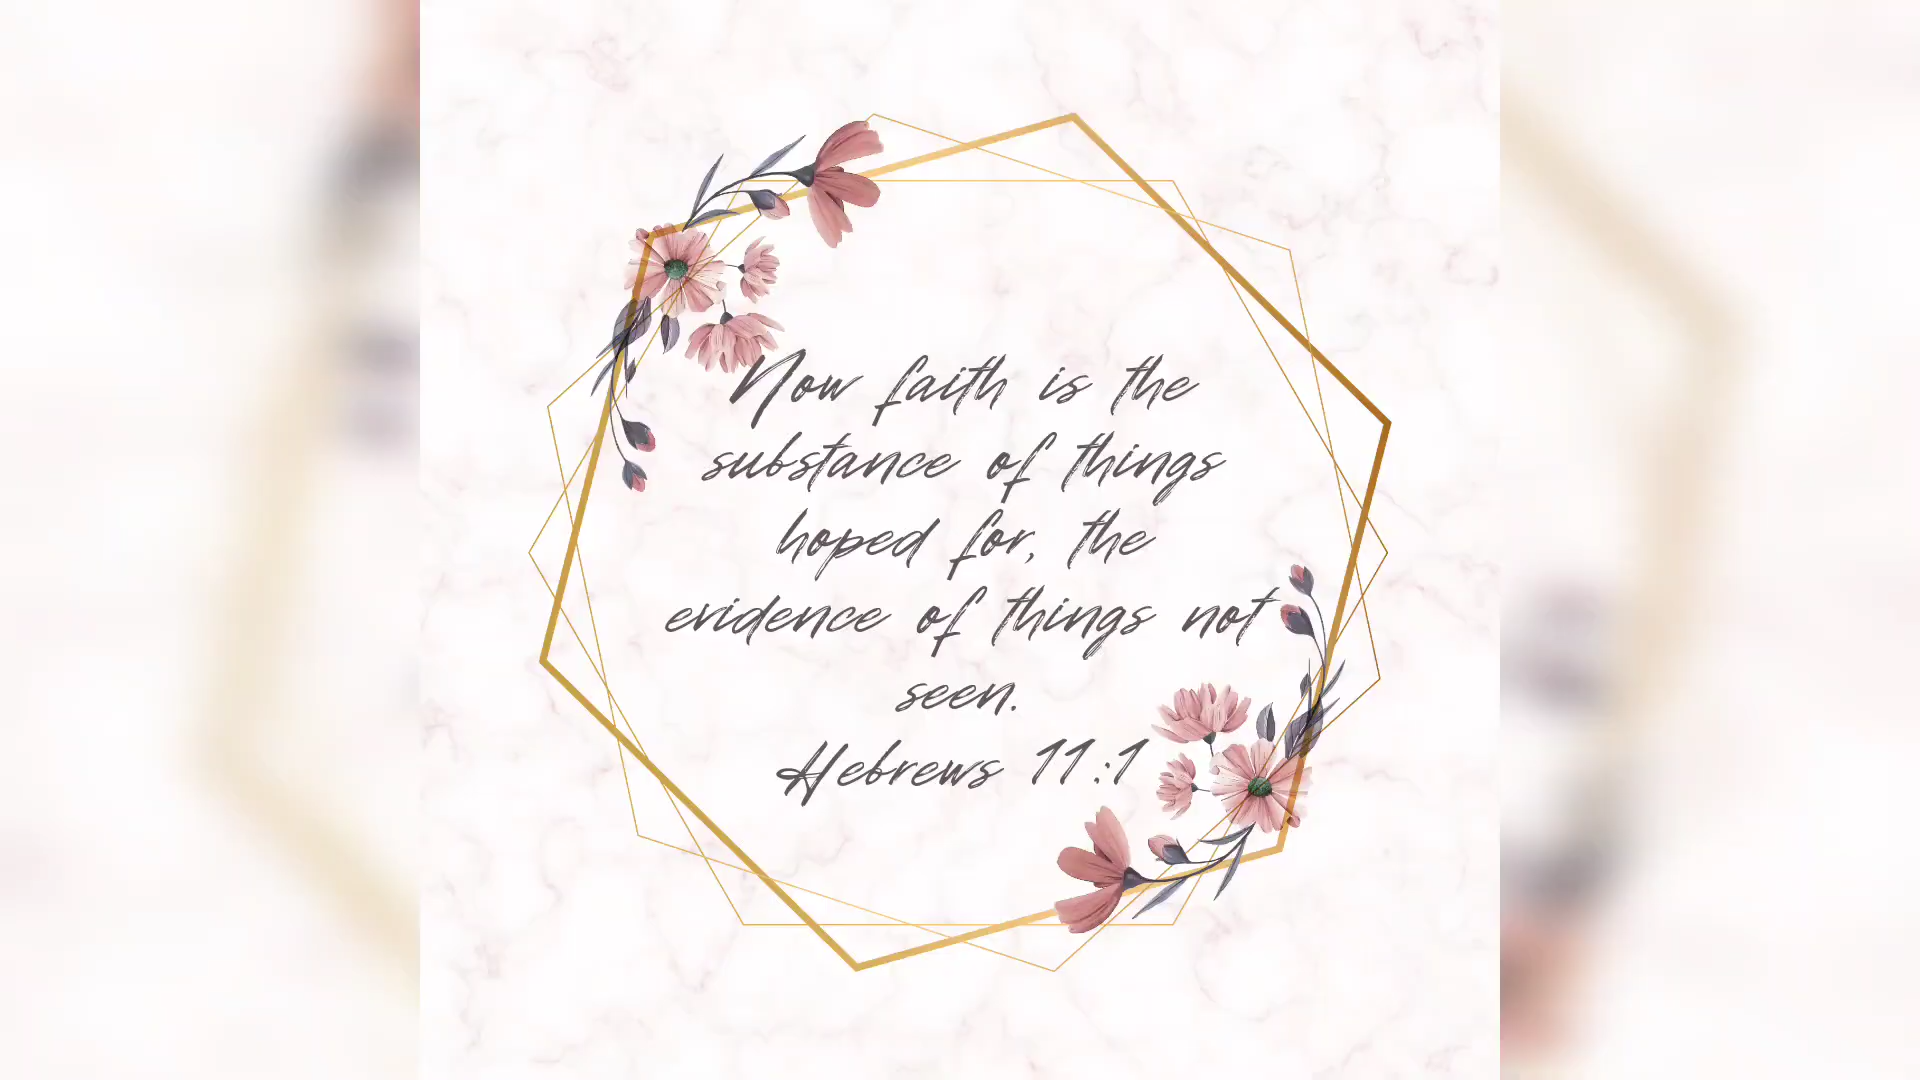 Now faith is the
substance of things
hoped for, the
evidence of things not
seen.
Hebrews 11:1